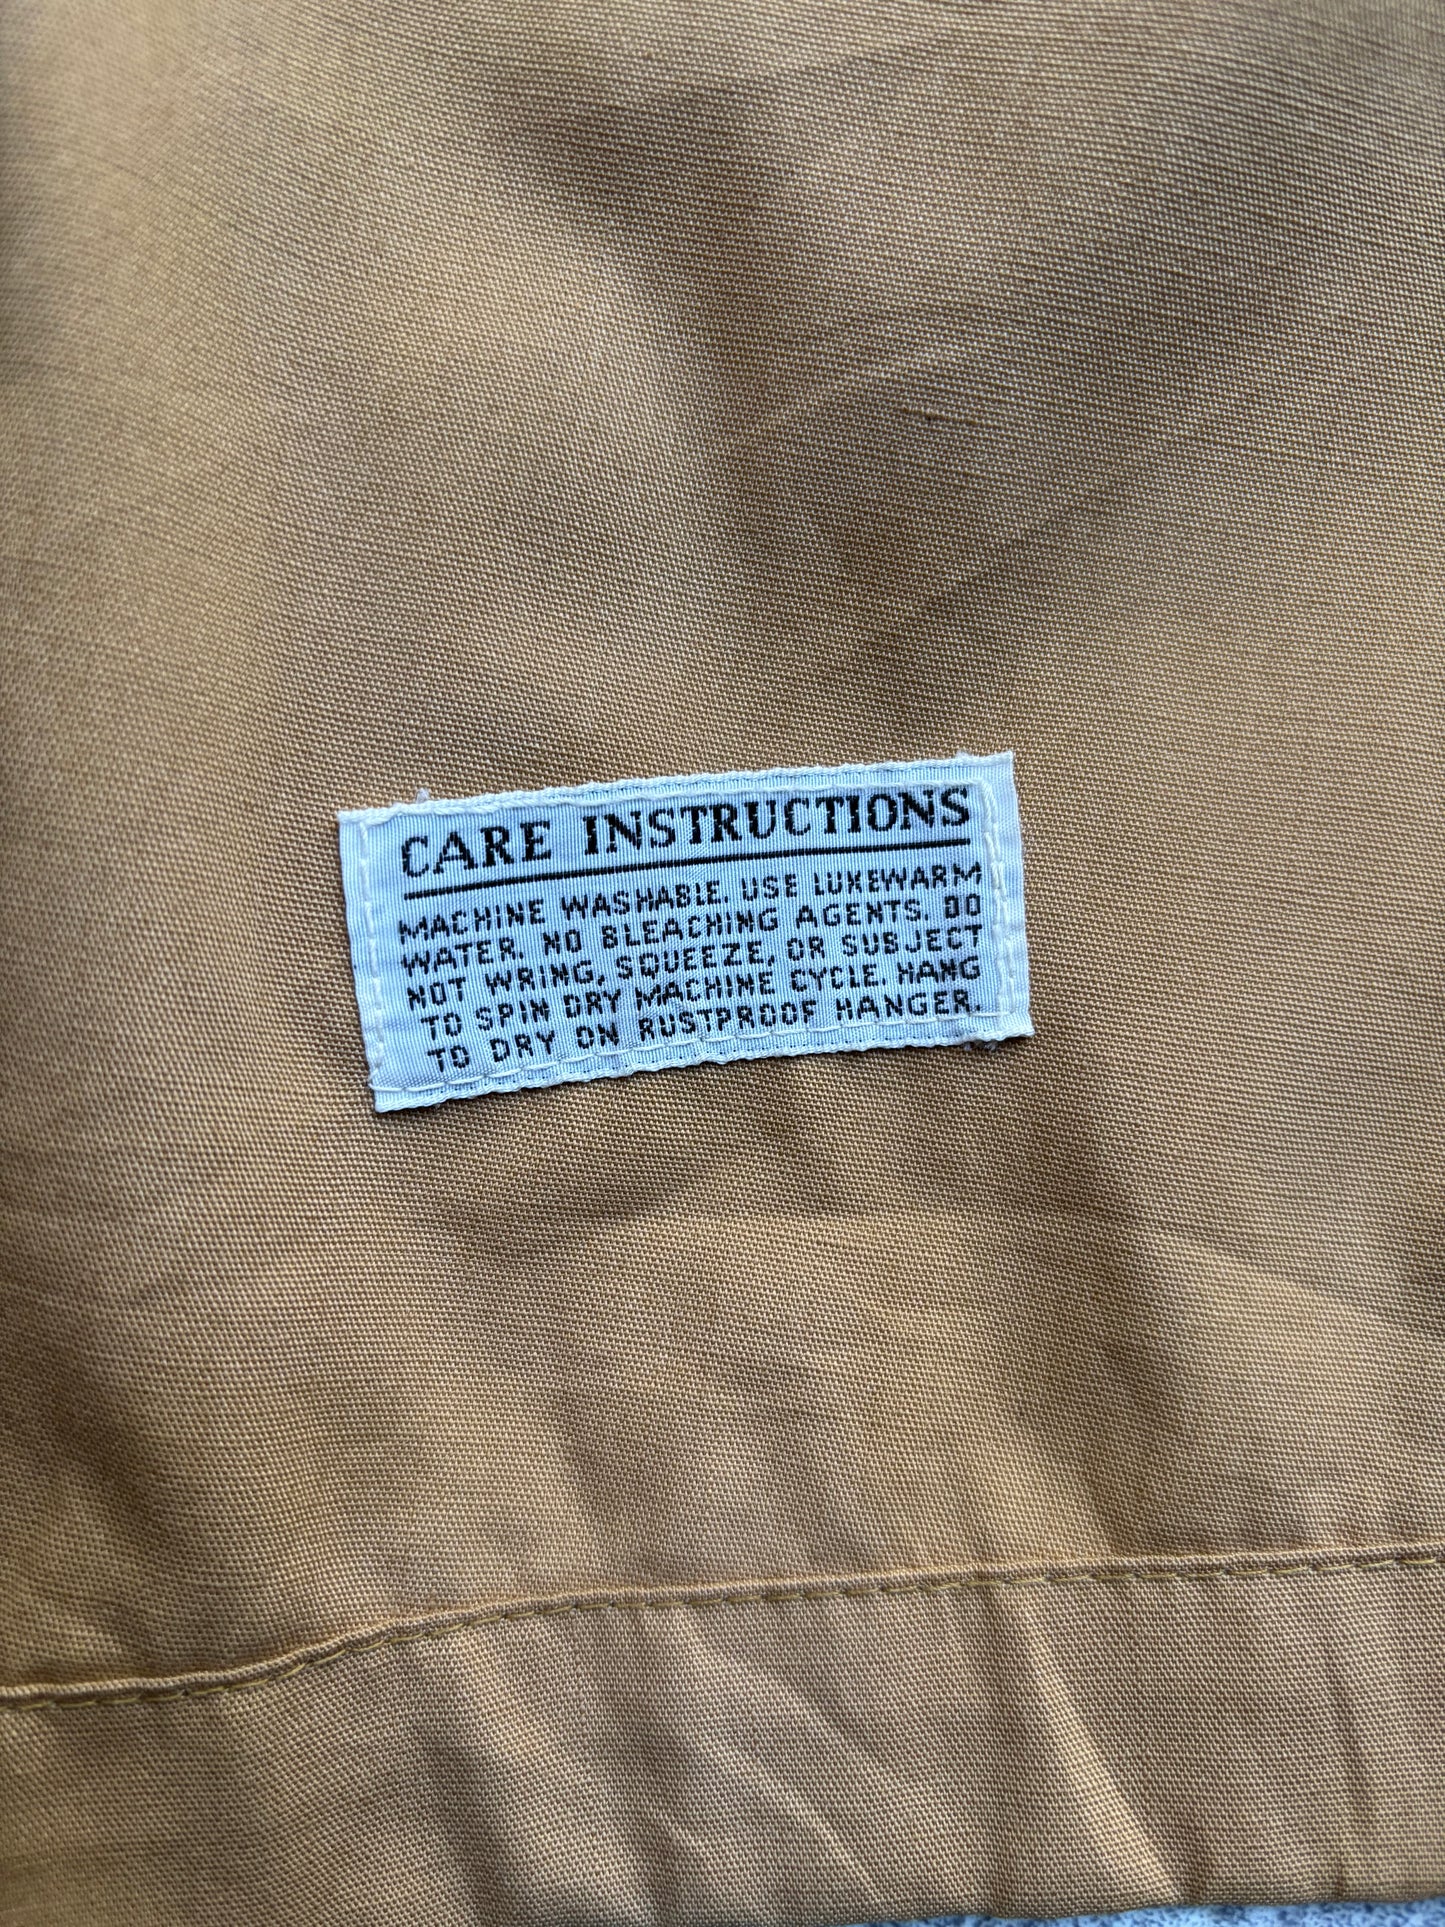 CARE INSTRUCTIONS
MACHINE WASHABLE. USE LUKEWARM
WATER. NO BLEACHING AGENTS. DO
NOT WRING, SQUEEZE, OR SUBJECT
TO SPIN DRY MACHINE CYCLE. HANG
TO DRY ON RUSTPROOF HANGER.